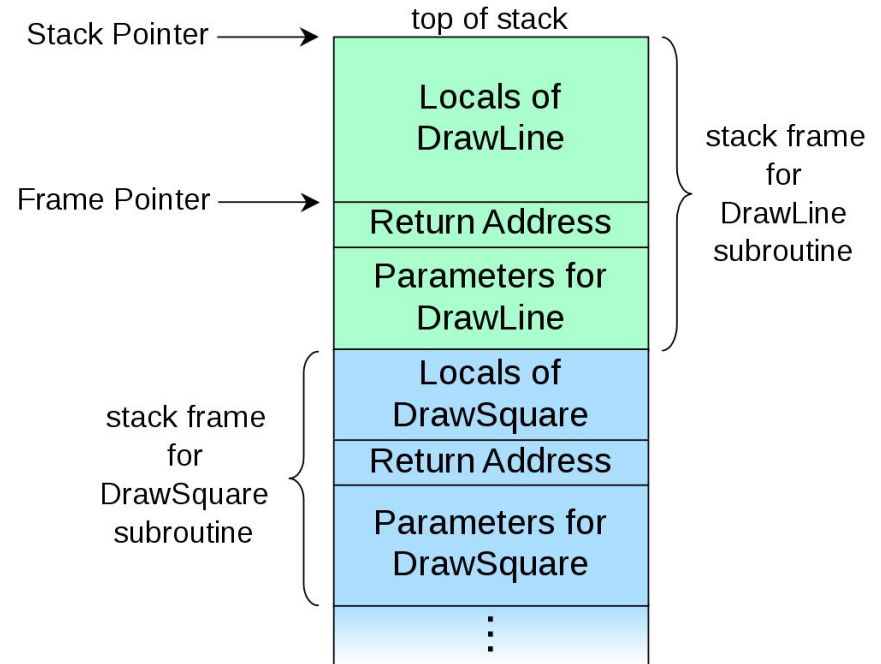 top of stack
Stack Pointer
Locals of
DrawLine
stack frame
for
DrawLine
subroutine
Frame Pointer
Return Address
Parameters for
DrawLine
Locals of
DrawSquare
stack frame
for
DrawSquare
subroutine
Return Address
Parameters for
DrawSquare
⋮